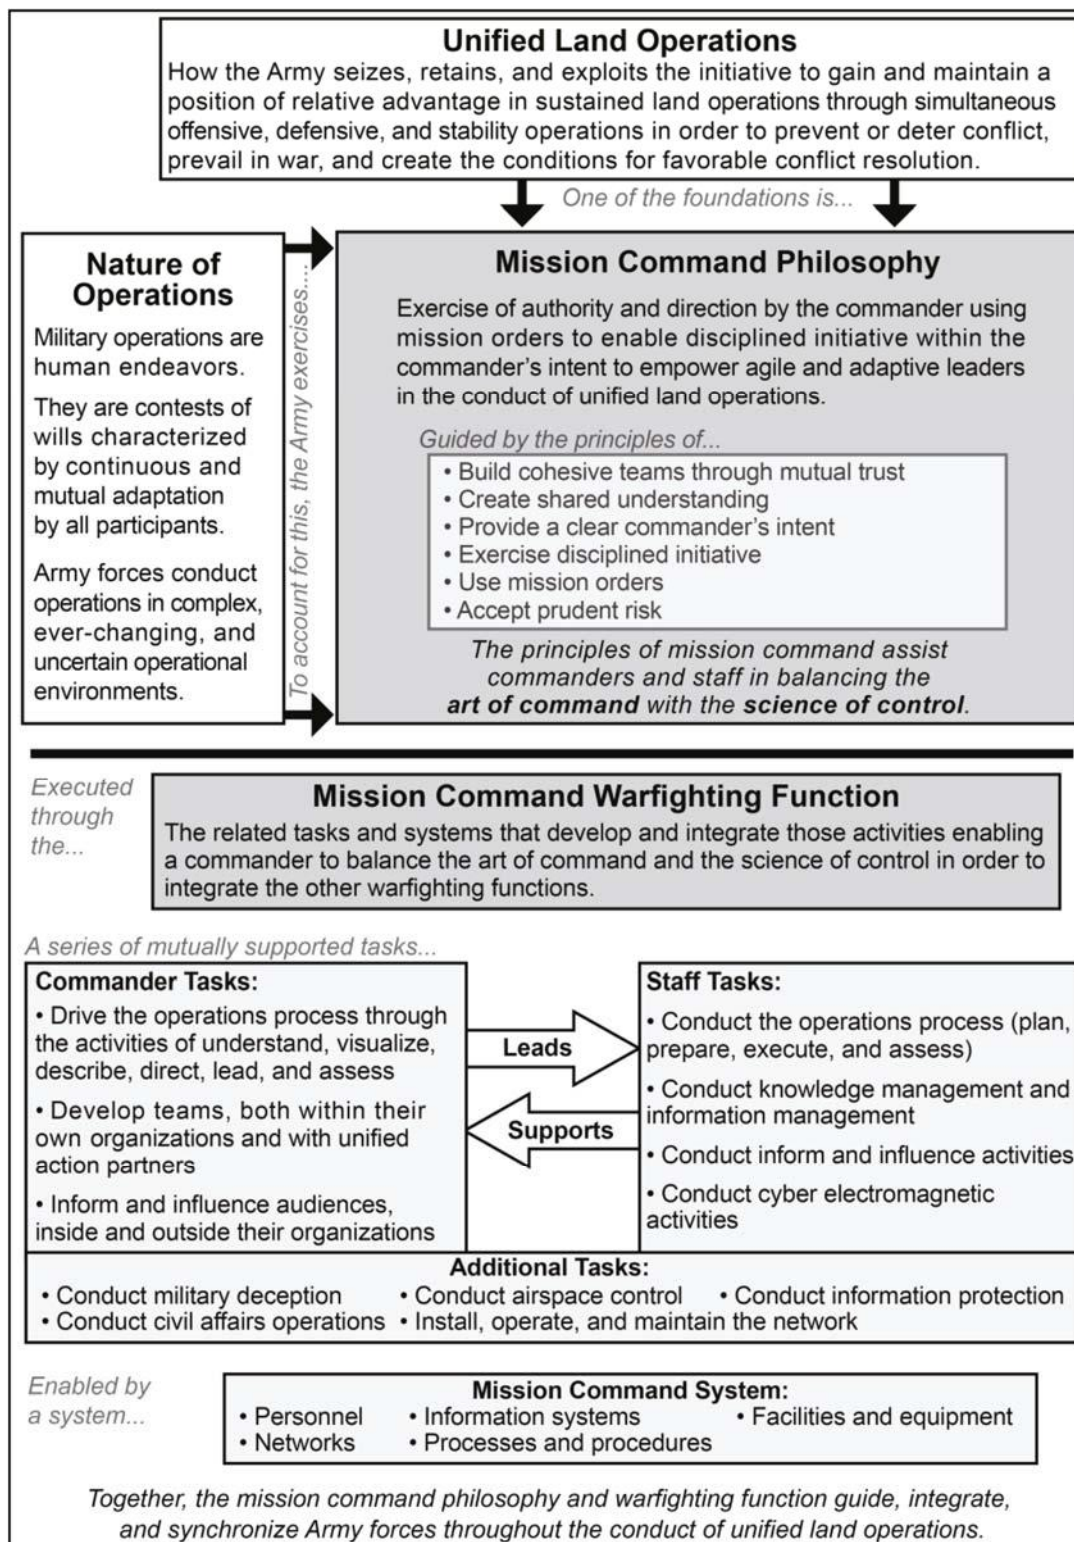 Unified Land Operations
How the Army seizes, retains, and exploits the initiative to gain and maintain a
position of relative advantage in sustained land operations through simultaneous
offensive, defensive, and stability operations in order to prevent or deter conflict,
prevail in war, and create the conditions for favorable conflict resolution.
One of the foundations is...
Nature of
Operations
Military operations are
human endeavors.
They are contests of
wills characterized
by continuous and
mutual adaptation
by all participants.
Army forces conduct
operations in complex,
ever-changing, and
uncertain operational
environments.
To account for this, the Army exercises....
Mission Command Philosophy
Exercise of authority and direction by the commander using
mission orders to enable disciplined initiative within the
commander's intent to empower agile and adaptive leaders
in the conduct of unified land operations.
Guided by the principles of...
• Build cohesive teams through mutual trust
• Create shared understanding
• Provide a clear commander's intent
• Exercise disciplined initiative
• Use mission orders
• Accept prudent risk
The principles of mission command assist
commanders and staff in balancing the
art of command with the science of control.
Executed
through
the...
Mission Command Warfighting Function
The related tasks and systems that develop and integrate those activities enabling
a commander to balance the art of command and the science of control in order to
integrate the other warfighting functions.
A series of mutually supported tasks...
Commander Tasks:
• Drive the operations process through
the activities of understand, visualize,
describe, direct, lead, and assess
• Develop teams, both within their
own organizations and with unified
action partners
• Inform and influence audiences,
inside and outside their organizations
Leads
Supports
Staff Tasks:
• Conduct the operations process (plan,
prepare, execute, and assess)
• Conduct knowledge management and
information management
• Conduct inform and influence activities
• Conduct cyber electromagnetic
activities
Additional Tasks:
• Conduct military deception • Conduct airspace control • Conduct information protection
• Conduct civil affairs operations • Install, operate, and maintain the network
Enabled by
a system...
Mission Command System:
• Personnel • Information systems • Facilities and equipment
• Networks • Processes and procedures
Together, the mission command philosophy and warfighting function guide, integrate,
and synchronize Army forces throughout the conduct of unified land operations.